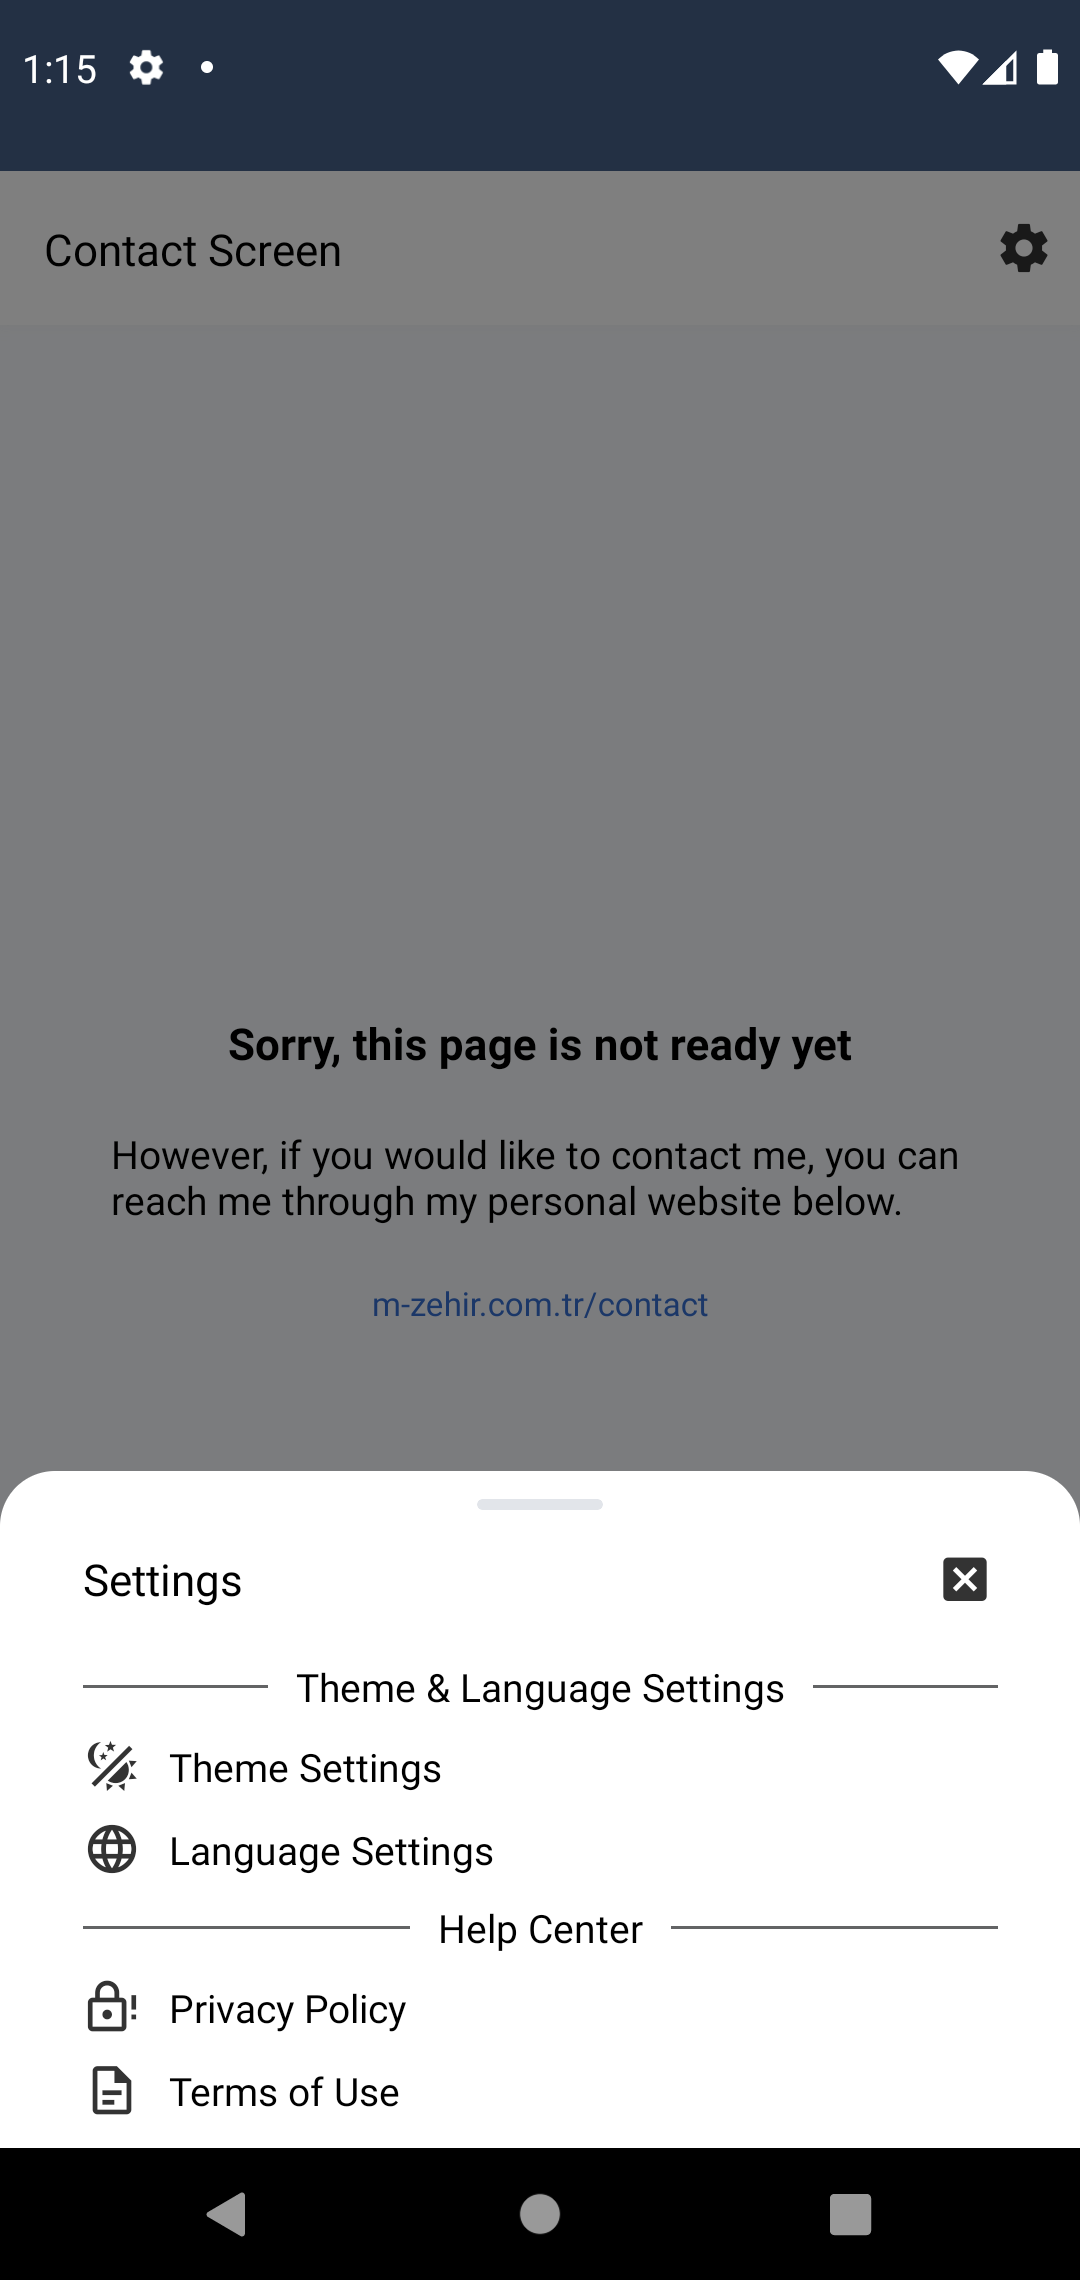 1:15
Contact Screen
Sorry, this page is not ready yet
However, if you would like to contact me, you can
reach me through my personal website below.
m-zehir.com.tr/contact
Settings
Theme & Language Settings
Theme Settings
Language Settings
Help Center
Privacy Policy
Terms of Use